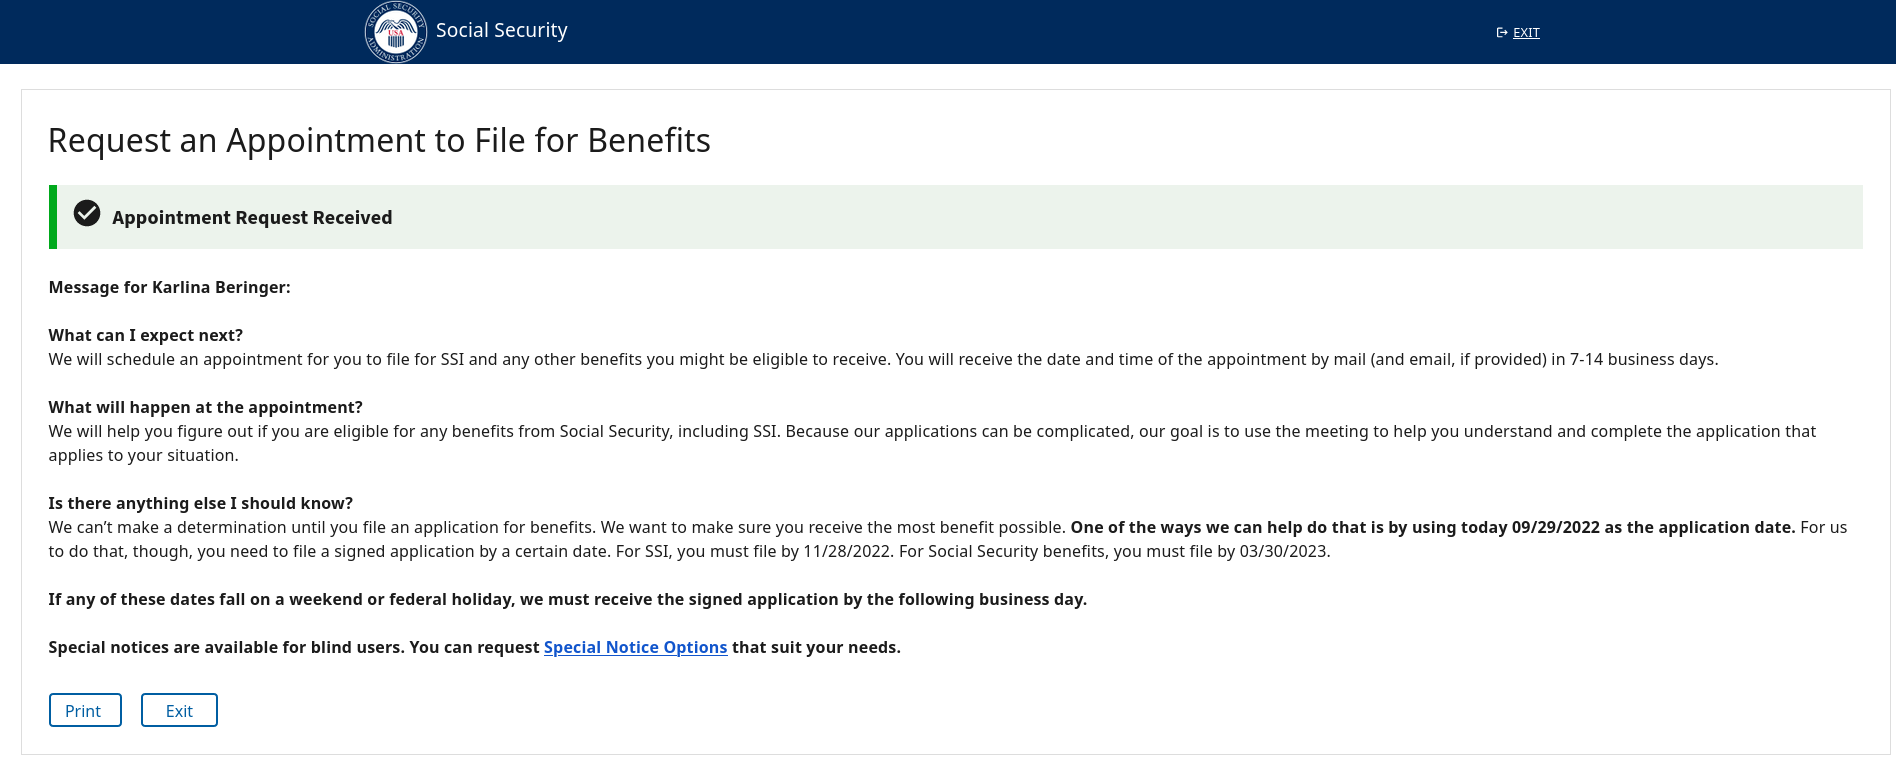 SOCIAL SECURITY ADMINISTRATION
USA
Social Security
EXIT
Request an Appointment to File for Benefits
Appointment Request Received
Message for Karlina Beringer:
What can I expect next?
We will schedule an appointment for you to file for SSI and any other benefits you might be eligible to receive. You will receive the date and time of the appointment by mail (and email, if provided) in 7-14 business days.
What will happen at the appointment?
We will help you figure out if you are eligible for any benefits from Social Security, including SSI. Because our applications can be complicated, our goal is to use the meeting to help you understand and complete the application that
applies to your situation.
Is there anything else I should know?
We can’t make a determination until you file an application for benefits. We want to make sure you receive the most benefit possible. One of the ways we can help do that is by using today 09/29/2022 as the application date. For us
to do that, though, you need to file a signed application by a certain date. For SSI, you must file by 11/28/2022. For Social Security benefits, you must file by 03/30/2023.
If any of these dates fall on a weekend or federal holiday, we must receive the signed application by the following business day.
Special notices are available for blind users. You can request Special Notice Options that suit your needs.
Print
Exit